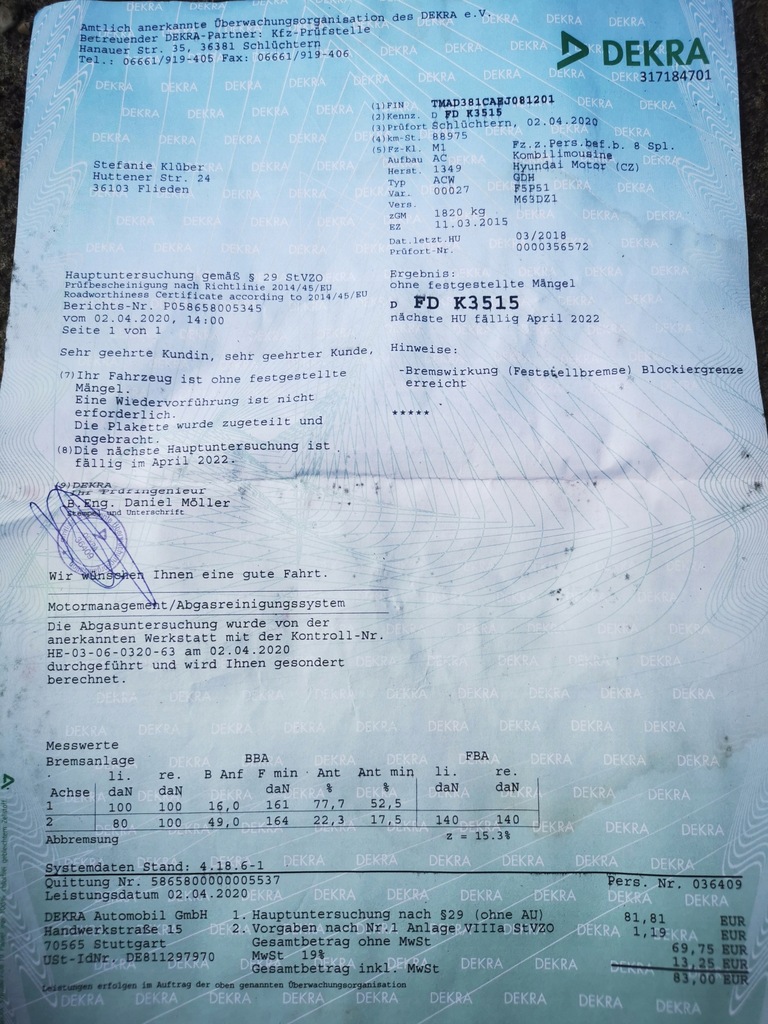 Amtlich anerkannte Überwachungsorganisation des DEKRA e.V.
Betreuender DEKRA-Partner: Kfz-Prüfstelle
Hanauer Str. 35, 36381 Schlüchtern
Tel.: 06661/919-405 Fax: 06661/919-406
DEKRA
317184701
(1) FIN TMAD381CAEJ081201
(2) Kennz. D FD K3515
(3) Prüfort Schlüchtern, 02.04.2020
(4) km-St. 88975
(5) Fz-Kl. M1 Fz.z.Pers.bef.b. 8 Spl.
Aufbau AC Kombilimousine
Herst. 1349 Hyundai Motor (CZ)
Typ ACW GDH
Var. 00027 F5P51
Vers. M63DZ1
zGM 1820 kg
EZ 11.03.2015
Dat.letzt.HU 03/2018
Prüfort-Nr. 0000356572
Stefanie Klüber
Huttener Str. 24
36103 Flieden
Hauptuntersuchung gemäß § 29 StVZO
Prüfbescheinigung nach Richtlinie 2014/45/EU
Roadworthiness Certificate according to 2014/45/EU
Berichts-Nr. P058658005345
vom 02.04.2020, 14:00
Seite 1 von 1
Ergebnis:
ohne festgestellte Mängel
D FD K3515
nächste HU fällig April 2022
Sehr geehrte Kundin, sehr geehrter Kunde,
(7) Ihr Fahrzeug ist ohne festgestellte
Mängel.
Eine Wiedervorführung ist nicht
erforderlich.
Die Plakette wurde zugeteilt und
angebracht.
(8) Die nächste Hauptuntersuchung ist
fällig im April 2022.
Hinweise:
-Bremswirkung (Feststellbremse) Blockiergrenze
erreicht
*****
(9) DEKRA
Ihr Prüfingenieur
B.Eng. Daniel Möller
Stempel und Unterschrift
Wir wünschen Ihnen eine gute Fahrt.
Motormanagement/Abgasreinigungssystem
Die Abgasuntersuchung wurde von der
anerkannten Werkstatt mit der Kontroll-Nr.
HE-03-06-0320-63 am 02.04.2020
durchgeführt und wird Ihnen gesondert
berechnet.
Messwerte
Bremsanlage BBA FBA
li. re. B Anf F min Ant Ant min li. re.
Achse daN daN daN % % daN daN
1 100 100 16,0 161 77,7 52,5
2 80 100 49,0 164 22,3 17,5 140 140
Abbremsung z = 15.3%
Systemdaten Stand: 4.18.6-1
Quittung Nr. 5865800000005537 Pers. Nr. 036409
Leistungsdatum 02.04.2020
DEKRA Automobil GmbH 1. Hauptuntersuchung nach §29 (ohne AU) 81,81 EUR
Handwerkstraße 15 2. Vorgaben nach Nr.1 Anlage VIIIa StVZO 1,19 EUR
70565 Stuttgart Gesamtbetrag ohne MwSt 69,75 EUR
USt-IdNr. DE811297970 MwSt 19% 13,25 EUR
Gesamtbetrag inkl. MwSt 83,00 EUR
Leistungen erfolgen im Auftrag der oben genannten Überwachungsorganisation